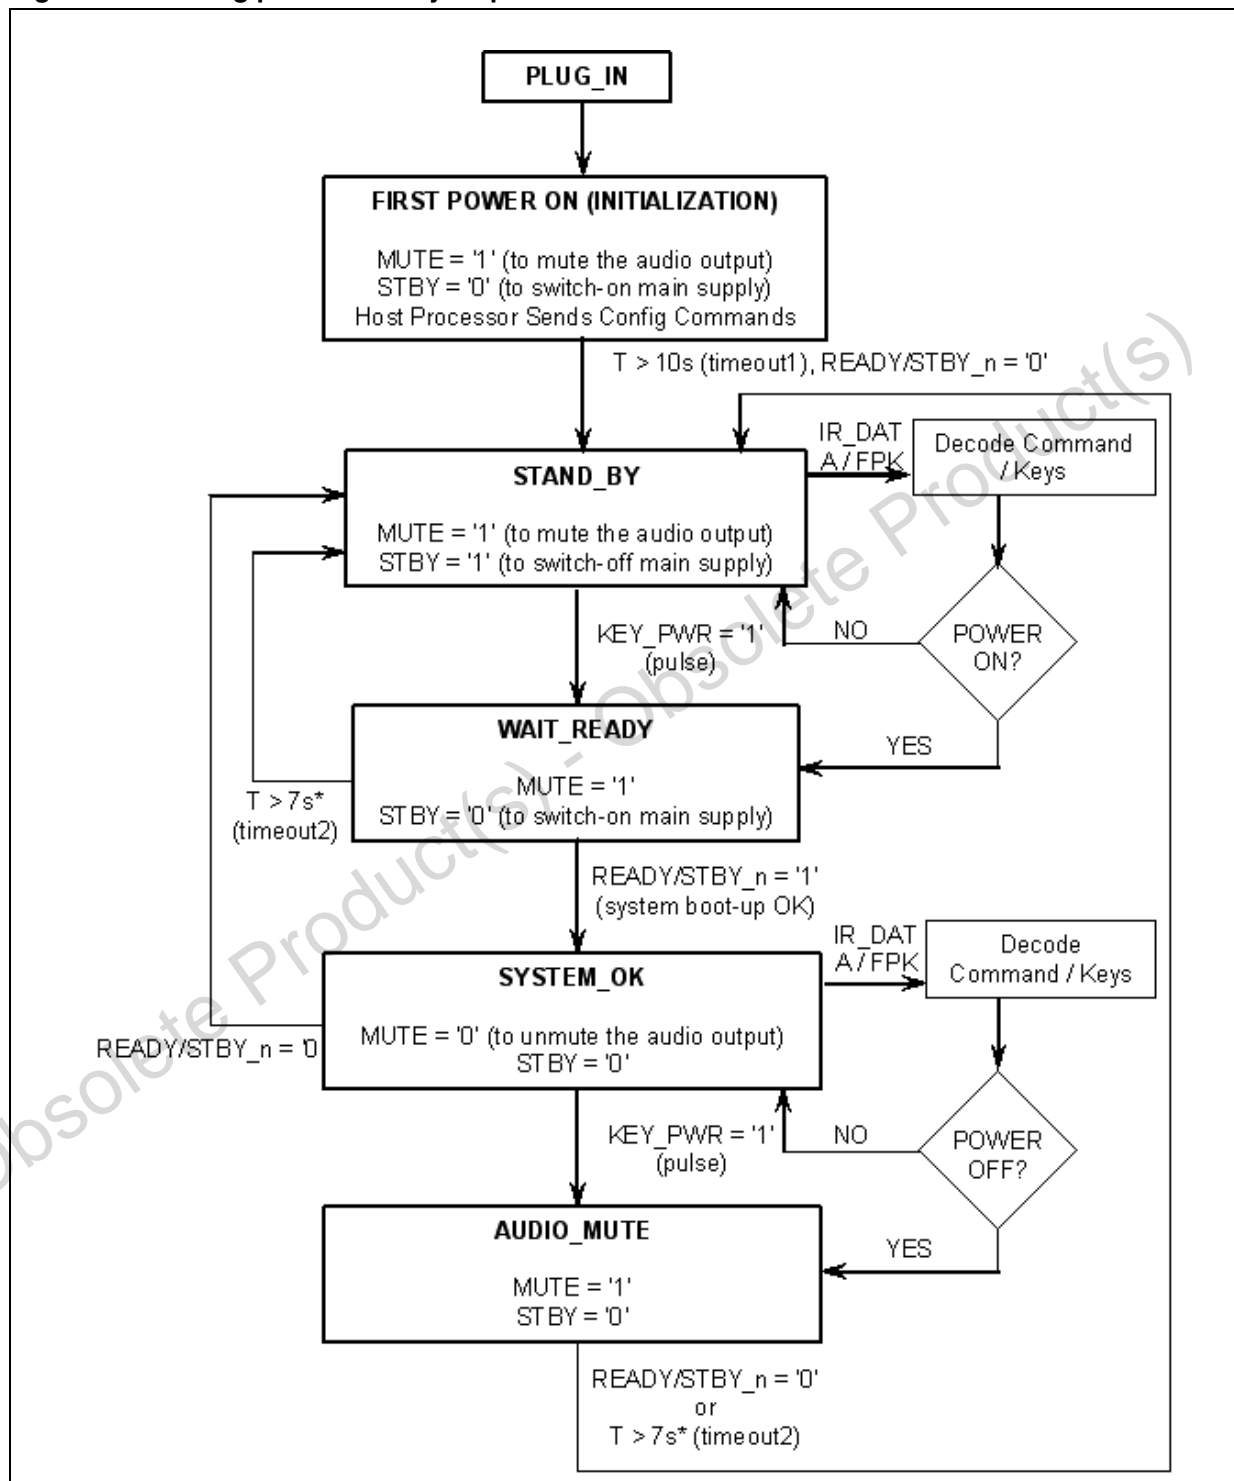 PLUG_IN
FIRST POWER ON (INITIALIZATION)
MUTE = '1' (to mute the audio output)
STBY = '0' (to switch-on main supply)
Host Processor Sends Config Commands
T > 10s (timeout1), READY/STBY_n = '0'
STAND_BY
MUTE = '1' (to mute the audio output)
STBY = '1' (to switch-off main supply)
IR_DAT
A / FPK
Decode Command
/ Keys
POWER
ON?
NO
YES
KEY_PWR = '1'
(pulse)
WAIT_READY
MUTE = '1'
STBY = '0' (to switch-on main supply)
T > 7s*
(timeout2)
READY/STBY_n = '1'
(system boot-up OK)
SYSTEM_OK
MUTE = '0' (to unmute the audio output)
STBY = '0'
READY/STBY_n = '0
IR_DAT
A / FPK
Decode
Command / Keys
POWER
OFF?
NO
YES
KEY_PWR = '1'
(pulse)
AUDIO_MUTE
MUTE = '1'
STBY = '0'
READY/STBY_n = '0'
or
T > 7s* (timeout2)
Obsolete Product(s) - Obsolete Product(s)